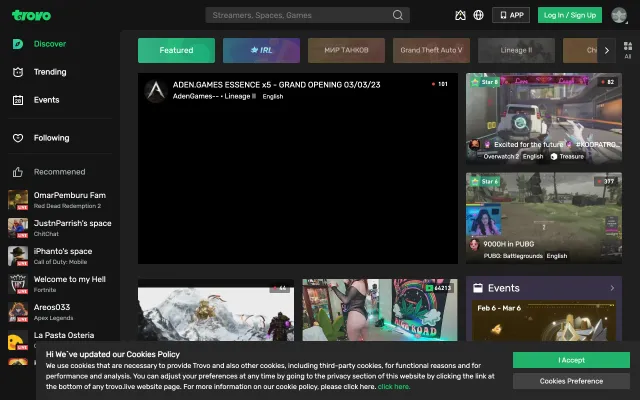 trovo
Streamers, Spaces, Games
APP
Log In / Sign Up
Discover
Trending
Events
Following
Recommened
OmarPemburu Fam
Red Dead Redemption 2
LIVE
JustnParrish's space
ChitChat
LIVE
iPhanto's space
Call of Duty: Mobile
LIVE
Welcome to my Hell
Fortnite
LIVE
Areos033
Apex Legends
LIVE
La Pasta Osteria
LIVE
Featured
IRL
МИР ТАНКОВ
Grand Theft Auto V
Lineage II
All
ADEN.GAMES ESSENCE x5 - GRAND OPENING 03/03/23
101
AdenGames-- • Lineage II English
Star 8
82
Excited for the future
Overwatch 2 English Treasure
Star 6
377
9000H in PUBG
PUBG: Battlegrounds English
66
64213
Events
Feb 6 - Mar 6
Hi We`ve updated our Cookies Policy
We use cookies that are necessary to provide Trovo and also other cookies, including third-party cookies, for functional reasons and for
performance and analysis. You can adjust your preferences at any time by going to the privacy section of this website by clicking the link at
the bottom of any trovo.live website page. For more information on our cookie policy, please click here. click here.
I Accept
Cookies Preference